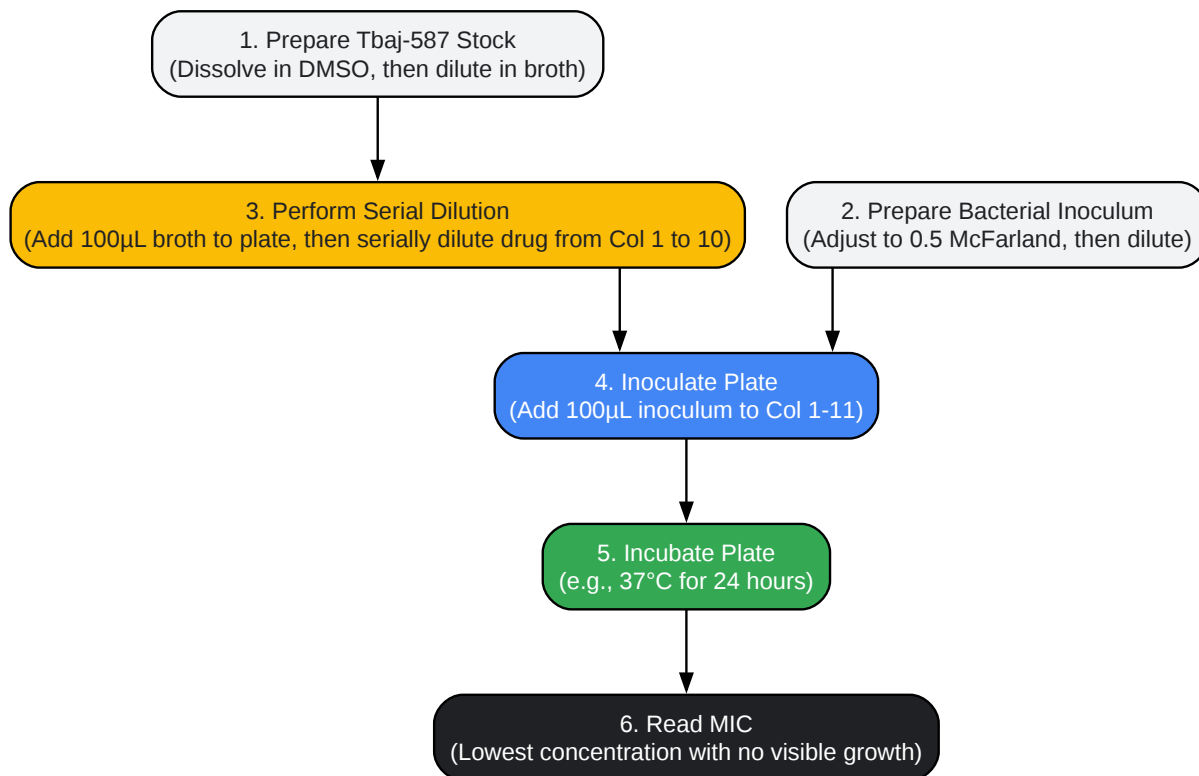 1. Prepare Tbaj-587 Stock
(Dissolve in DMSO, then dilute in broth)
3. Perform Serial Dilution
(Add 100µL broth to plate, then serially dilute drug from Col 1 to 10)
2. Prepare Bacterial Inoculum
(Adjust to 0.5 McFarland, then dilute)
4. Inoculate Plate
(Add 100µL inoculum to Col 1-11)
5. Incubate Plate
(e.g., 37°C for 24 hours)
6. Read MIC
(Lowest concentration with no visible growth)